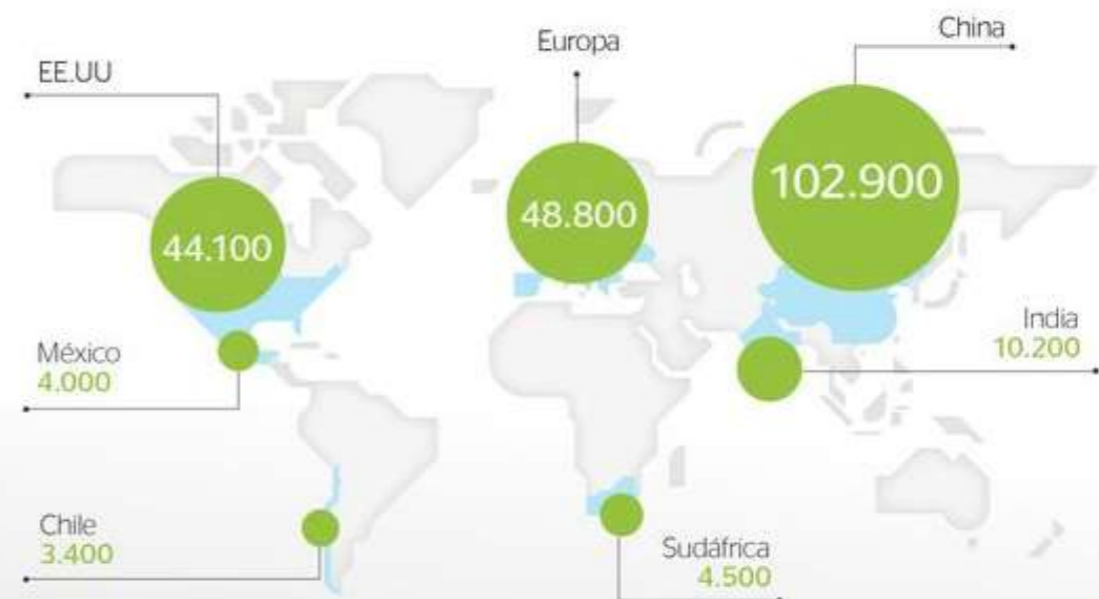 EE.UU
44.100
Europa
48.800
China
102.900
México
4.000
India
10.200
Chile
3.400
Sudáfrica
4.500